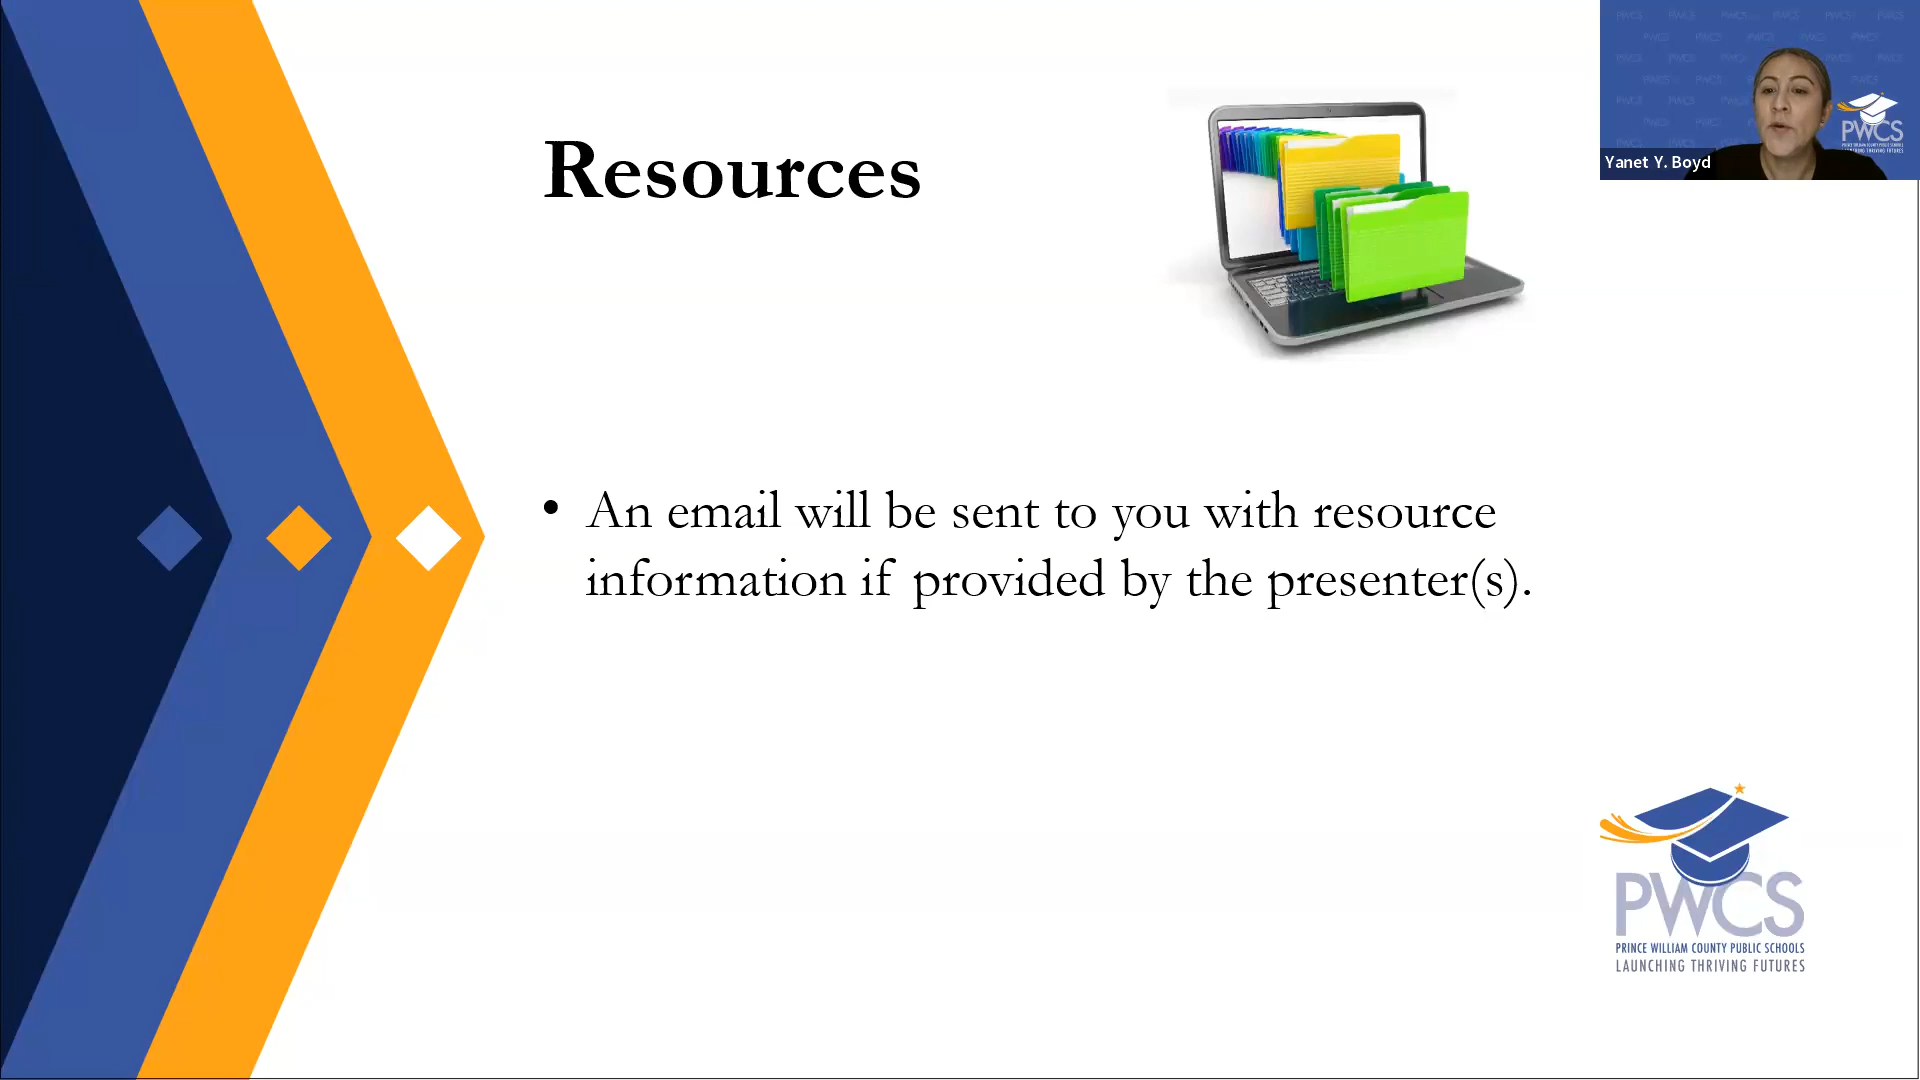 Resources
Yanet Y. Boyd
PWCS
• An email will be sent to you with resource
information if provided by the presenter(s).
PWCS
PRINCE WILLIAM COUNTY PUBLIC SCHOOLS
LAUNCHING THRIVING FUTURES